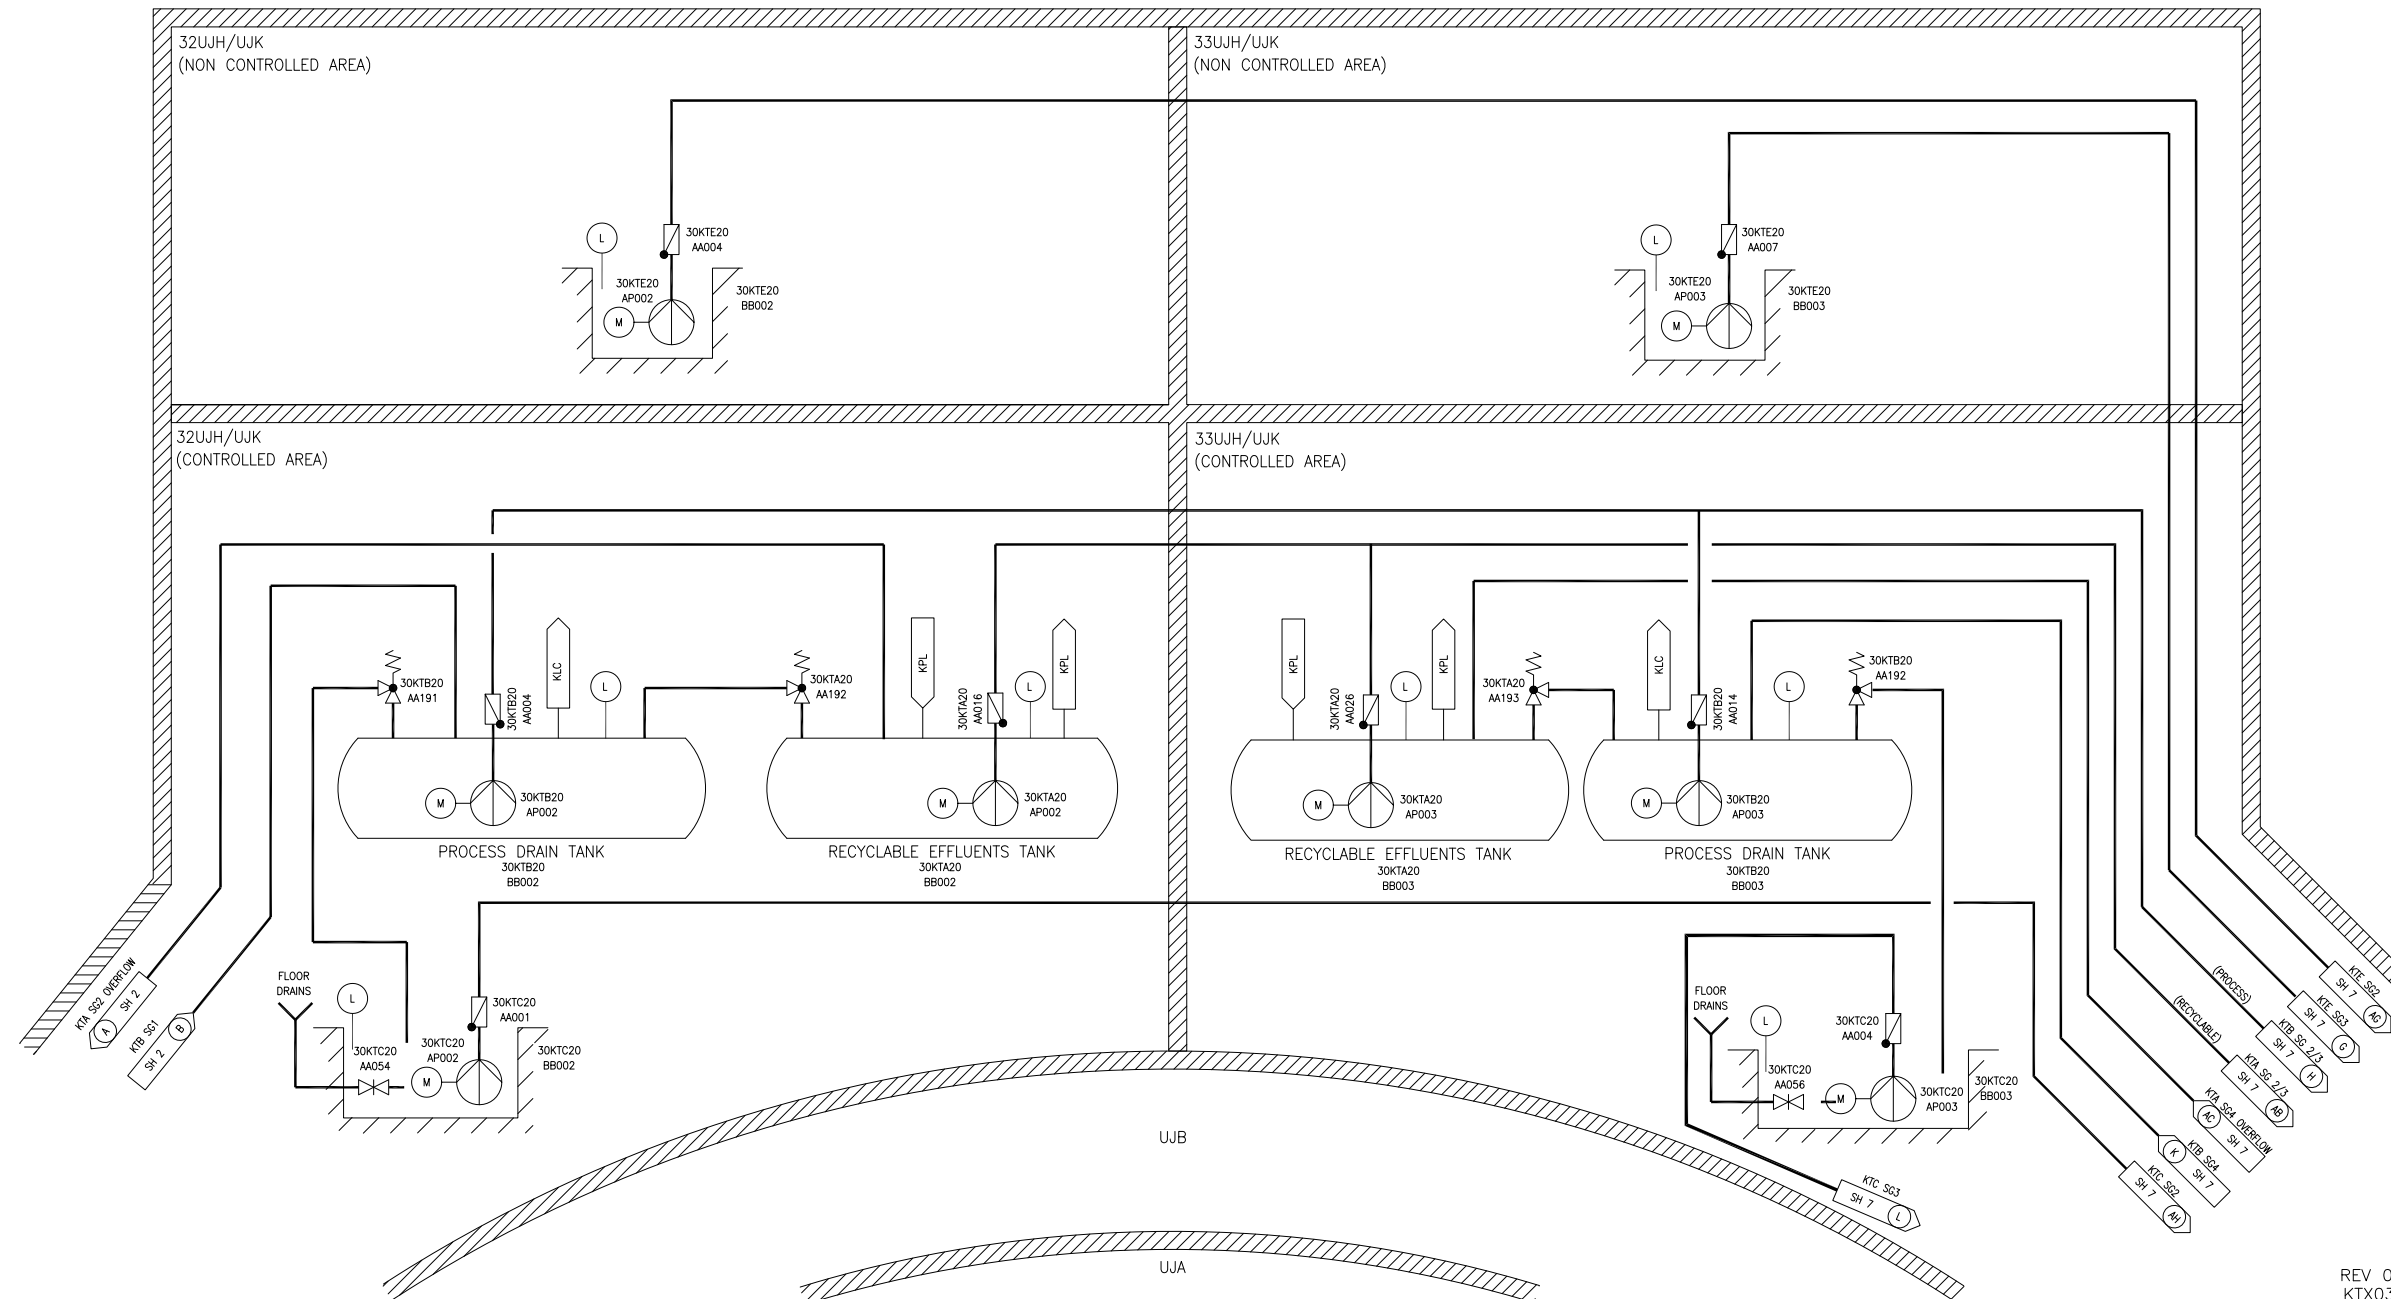 32UJH/UJK
(NON CONTROLLED AREA)
33UJH/UJK
(NON CONTROLLED AREA)
L
30KTE20
AA004
30KTE20
AP002
M
30KTE20
BB002
L
30KTE20
AA007
30KTE20
AP003
M
30KTE20
BB003
32UJH/UJK
(CONTROLLED AREA)
33UJH/UJK
(CONTROLLED AREA)
30KTB20
AA191
30KTB20
AA004
KLC
L
30KTA20
AA192
KPL
30KTA20
AA016
L
KPL
KPL
30KTA20
AA026
L
KPL
30KTA20
AA193
KLC
30KTB20
AA014
L
30KTB20
AA192
M
30KTB20
AP002
M
30KTA20
AP002
M
30KTA20
AP003
M
30KTB20
AP003
PROCESS DRAIN TANK
30KTB20
BB002
RECYCLABLE EFFLUENTS TANK
30KTA20
BB002
RECYCLABLE EFFLUENTS TANK
30KTA20
BB003
PROCESS DRAIN TANK
30KTB20
BB003
KTA SG2 OVERFLOW
A
SH 2
KTB SG1
SH 2
B
FLOOR
DRAINS
L
30KTC20
AA001
30KTC20
AA054
30KTC20
AP002
M
30KTC20
BB002
FLOOR
DRAINS
L
30KTC20
AA004
30KTC20
AA056
M
30KTC20
AP003
30KTC20
BB003
(PROCESS)
(RECYCLABLE)
KTE SG2
SH 7
AG
KTE SG3
SH 7
G
KTB SG 2/3
SH 7
H
KTA SG 2/3
SH 7
AB
KTA SG4 OVERFLOW
AC
SH 7
KTB SG4
K
SH 7
KTC SG2
SH 7
AH
KTC SG3
SH 7
L
UJB
UJA
REV 0
KTX03